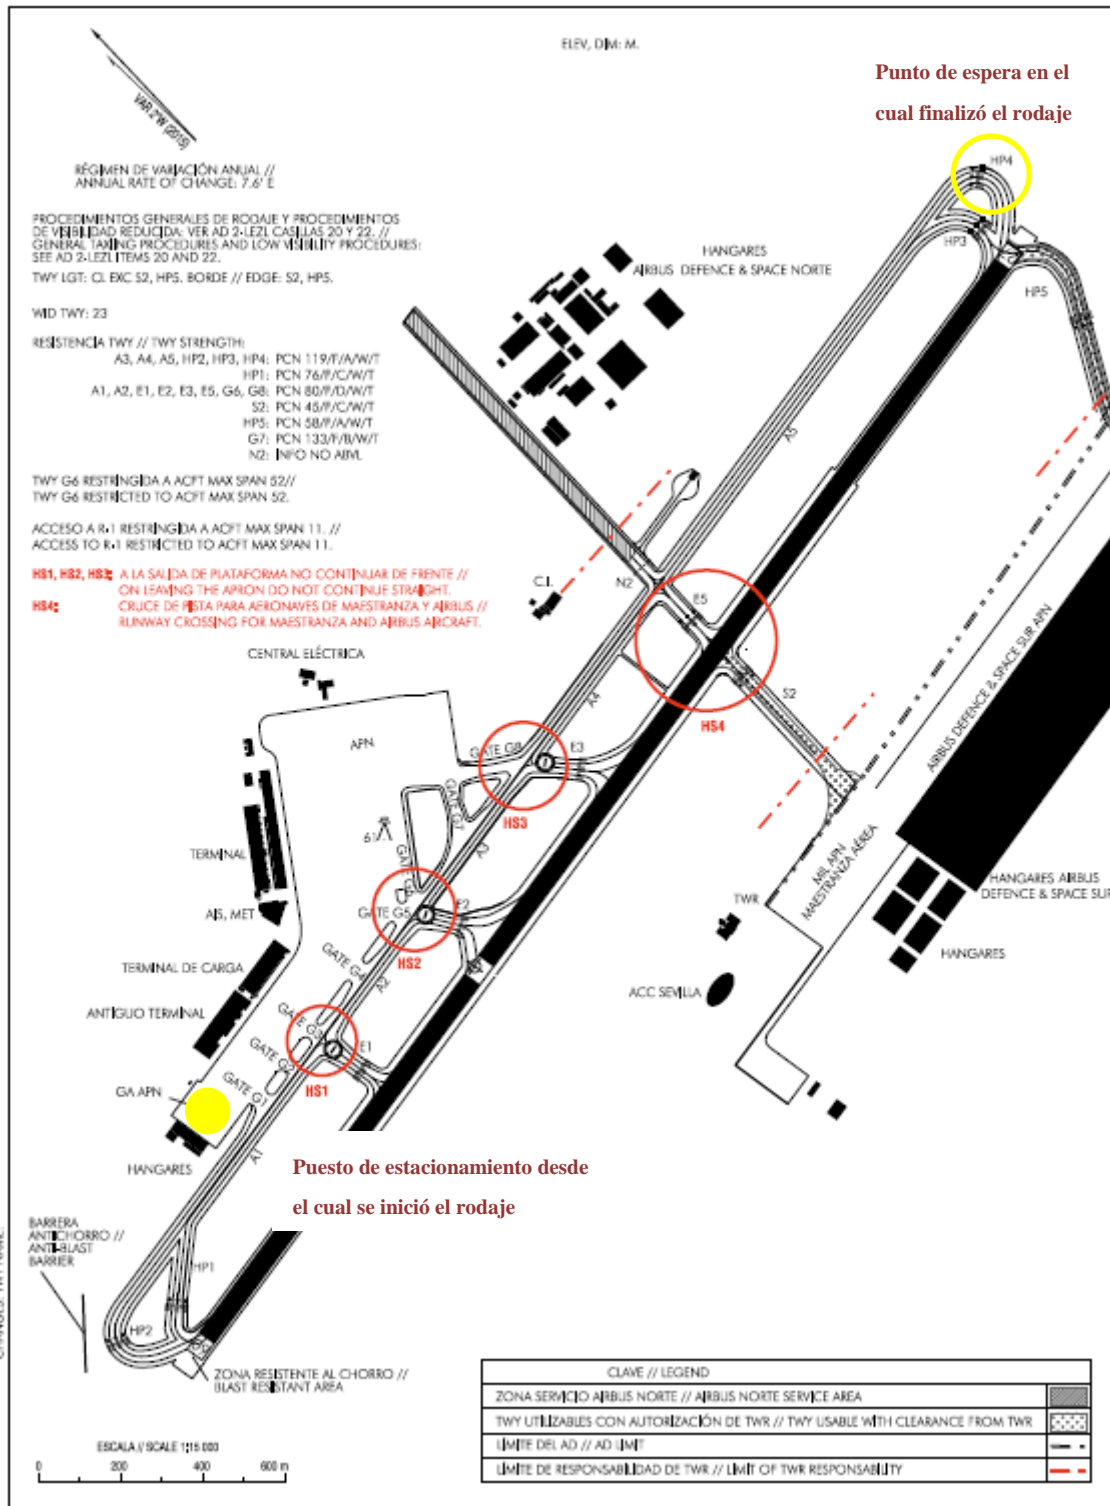 ELEV, DIM: M.
Punto de espera en el
cual finalizó el rodaje
VAR 2°W (2015)
RÉGIMEN DE VARIACIÓN ANUAL //
ANNUAL RATE OF CHANGE: 7.6' E
HP4
HP3
HP5
PROCEDIMIENTOS GENERALES DE RODAJE Y PROCEDIMIENTOS
DE VISIBILIDAD REDUCIDA: VER AD 2-LEZL CASILLAS 20 Y 22. //
GENERAL TAXIING PROCEDURES AND LOW VISIBILITY PROCEDURES:
SEE AD 2-LEZL ITEMS 20 AND 22.
TWY LGT: CL EXC S2, HP5. BORDE // EDGE: S2, HP5.
HANGARES
AIRBUS DEFENCE & SPACE NORTE
WID TWY: 23
RESISTENCIA TWY // TWY STRENGTH:
A3, A4, A5, HP2, HP3, HP4: PCN 119/F/A/W/T
HP1: PCN 76/F/C/W/T
A1, A2, E1, E2, E3, E5, G6, G8: PCN 80/F/D/W/T
S2: PCN 45/F/C/W/T
HP5: PCN 58/F/A/W/T
G7: PCN 133/F/B/W/T
N2: INFO NO ABVL
A5
TWY G6 RESTRINGIDA A ACFT MAX SPAN 52//
TWY G6 RESTRICTED TO ACFT MAX SPAN 52.
ACCESO A R-1 RESTRINGIDA A ACFT MAX SPAN 11. //
ACCESS TO R-1 RESTRICTED TO ACFT MAX SPAN 11.
HS1, HS2, HS3: A LA SALIDA DE PLATAFORMA NO CONTINUAR DE FRENTE //
ON LEAVING THE APRON DO NOT CONTINUE STRAIGHT.
HS4: CRUCE DE PISTA PARA AERONAVES DE MAESTRANZA Y AIRBUS //
RUNWAY CROSSING FOR MAESTRANZA AND AIRBUS AIRCRAFT.
C.I.
N2
E5
CENTRAL ELÉCTRICA
A4
S2
HS4
AIRBUS DEFENCE & SPACE SUR APN
APN
GATE G8
E3
HS3
GATE G7
61
A3
TERMINAL
GATE G6
MIL APN
MAESTRANZA AÉREA
HANGARES AIRBUS
DEFENCE & SPACE SUR
TWR
AIS, MET
GATE G5
E2
HS2
HANGARES
TERMINAL DE CARGA
GATE G4
A2
ACC SEVILLA
ANTIGUO TERMINAL
GATE G3
E1
GATE G2
HS1
GA APN
GATE G1
A1
HANGARES
Puesto de estacionamiento desde
el cual se inició el rodaje
BARRERA
ANTICHORRO //
ANTI-BLAST
BARRIER
HP1
HP2
ZONA RESISTENTE AL CHORRO //
BLAST RESISTANT AREA
CLAVE // LEGEND
ZONA SERVICIO AIRBUS NORTE // AIRBUS NORTE SERVICE AREA
TWY UTILIZABLES CON AUTORIZACIÓN DE TWR // TWY USABLE WITH CLEARANCE FROM TWR
LÍMITE DEL AD // AD LIMIT
LÍMITE DE RESPONSABILIDAD DE TWR // LIMIT OF TWR RESPONSABILITY
ESCALA // SCALE 1:15 000
0 200 400 600 m